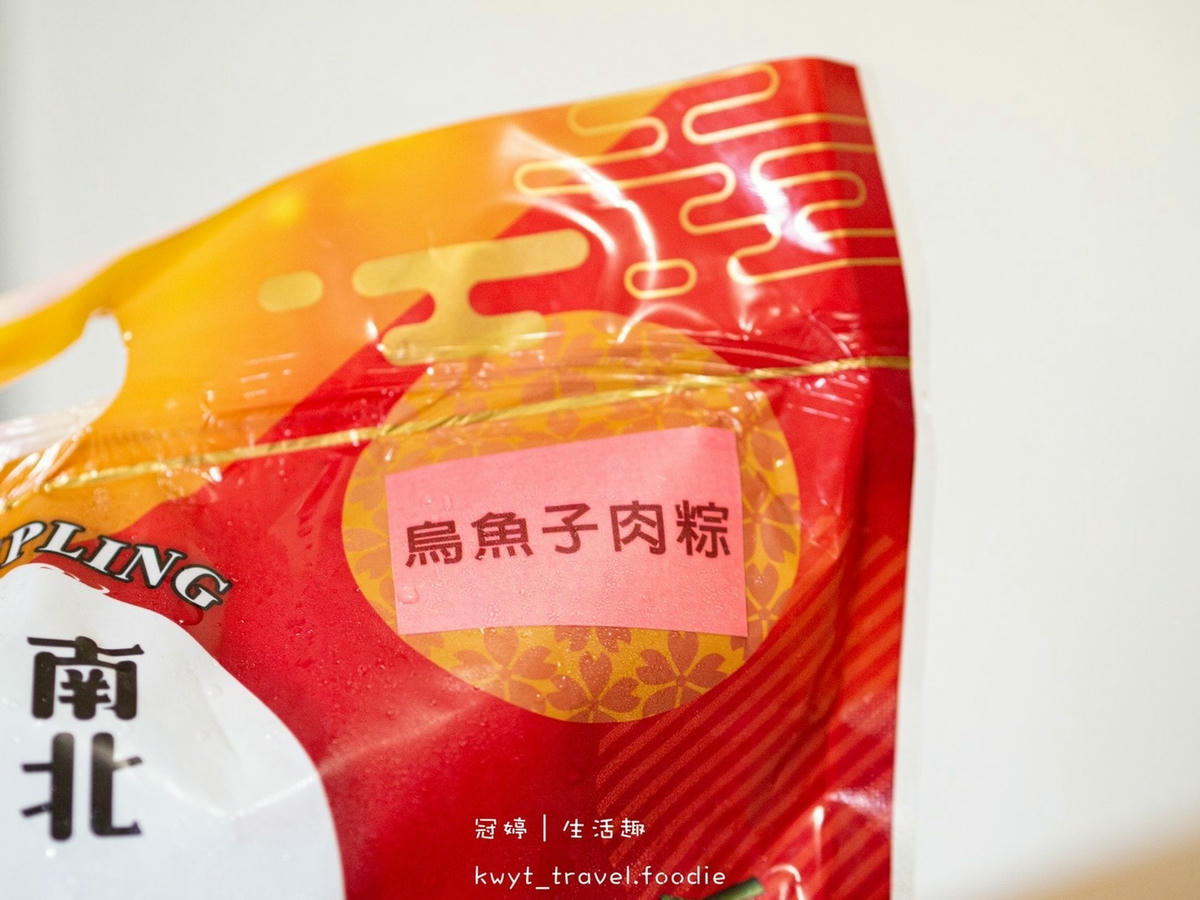 烏魚子肉粽
PLING
南
北
冠婷 | 生活趣
kwyt_travel.foodie